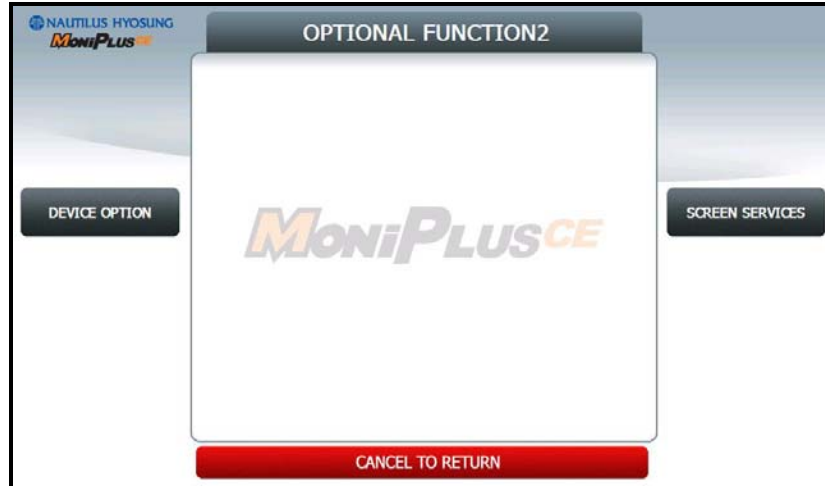 NAUTILUS HYOSUNG
MoniPlusCE
OPTIONAL FUNCTION2
DEVICE OPTION
MoniPlusCE
SCREEN SERVICES
CANCEL TO RETURN